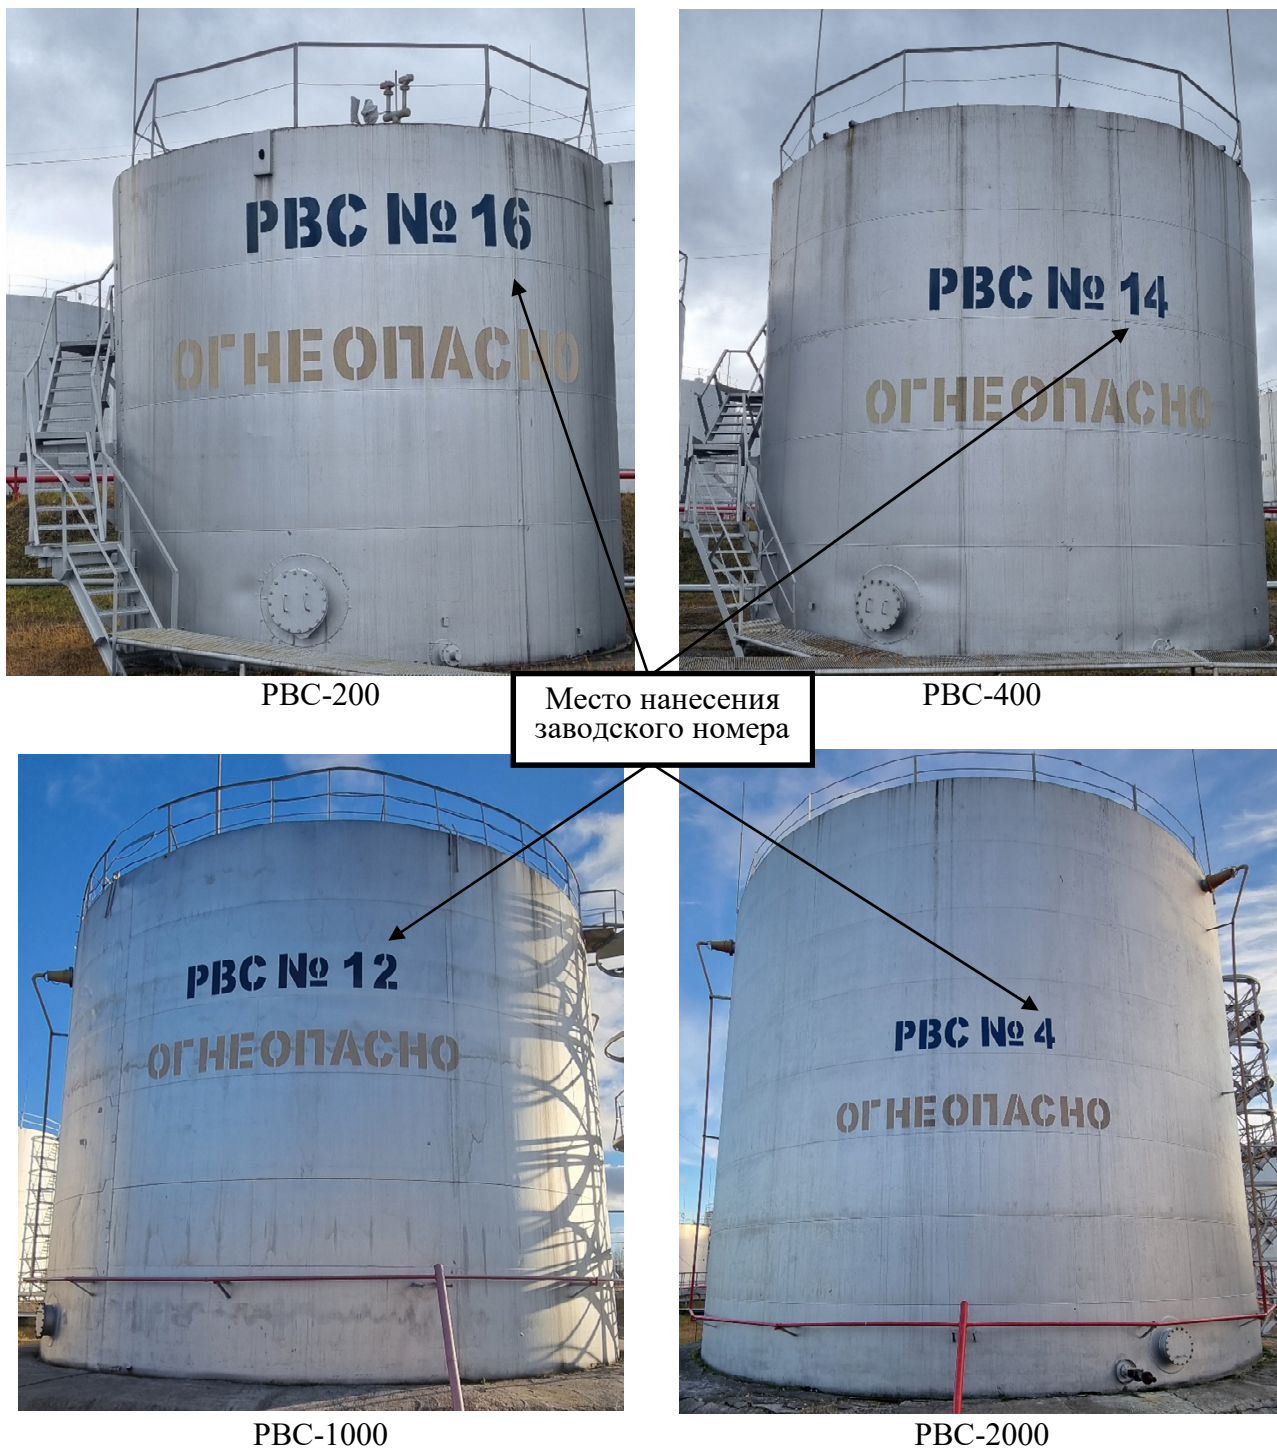 РВС № 16
ОГНЕОПАСНО
РВС № 14
ОГНЕОПАСНО
РВС-200
РВС-400
Место нанесения
заводского номера
РВС № 12
ОГНЕОПАСНО
РВС № 4
ОГНЕОПАСНО
РВС-1000
РВС-2000